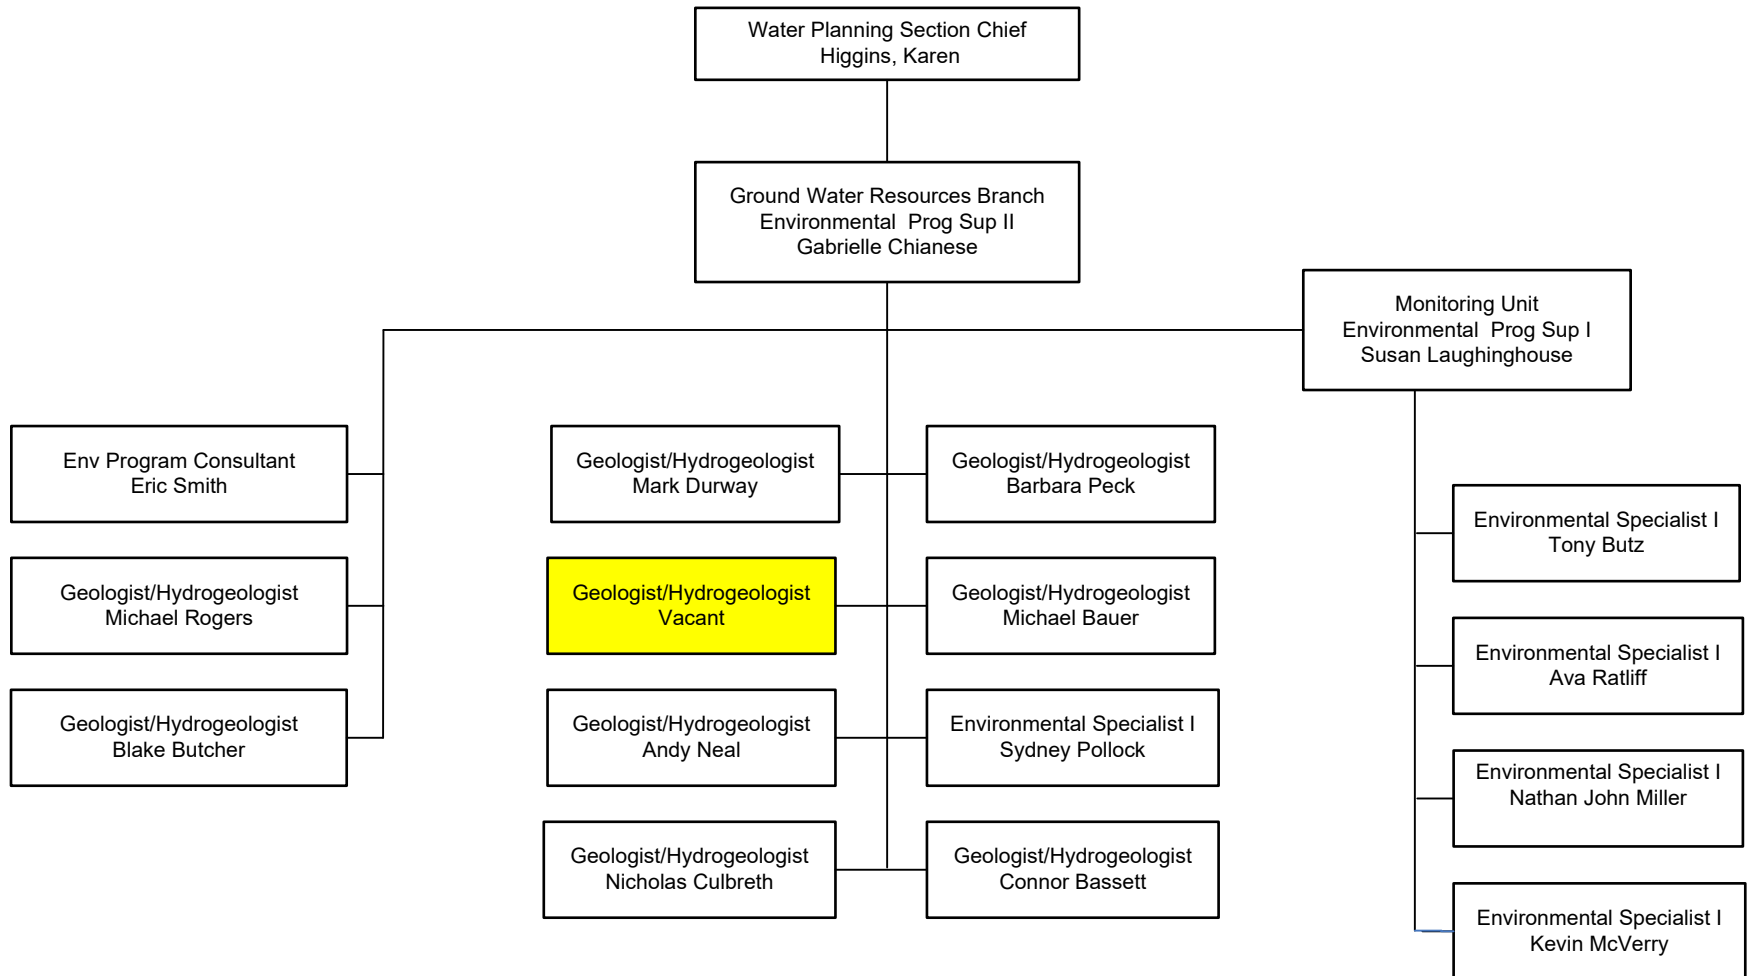 Water Planning Section Chief
Higgins, Karen
Ground Water Resources Branch
Environmental  Prog Sup II
Gabrielle Chianese
Monitoring Unit
Environmental  Prog Sup I
Susan Laughinghouse
Env Program Consultant
Eric Smith
Geologist/Hydrogeologist
Michael Rogers
Geologist/Hydrogeologist
Blake Butcher
Geologist/Hydrogeologist
Mark Durway
Geologist/Hydrogeologist
Barbara Peck
Geologist/Hydrogeologist
Vacant
Geologist/Hydrogeologist
Michael Bauer
Geologist/Hydrogeologist
Andy Neal
Environmental Specialist I
Sydney Pollock
Geologist/Hydrogeologist
Nicholas Culbreth
Geologist/Hydrogeologist
Connor Bassett
Environmental Specialist I
Tony Butz
Environmental Specialist I
Ava Ratliff
Environmental Specialist I
Nathan John Miller
Environmental Specialist I
Kevin McVerry